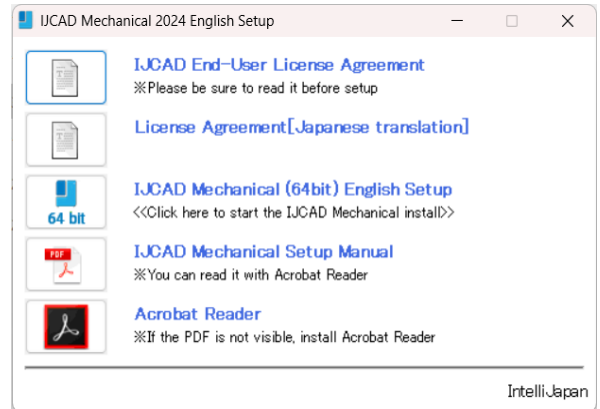 IJCAD Mechanical 2024 English Setup
IJCAD End-User License Agreement
※Please be sure to read it before setup
License Agreement[Japanese translation]
IJCAD Mechanical (64bit) English Setup
64 bit
<<Click here to start the IJCAD Mechanical install>>
PDF
IJCAD Mechanical Setup Manual
※You can read it with Acrobat Reader
Acrobat Reader
※If the PDF is not visible, install Acrobat Reader
IntelliJapan